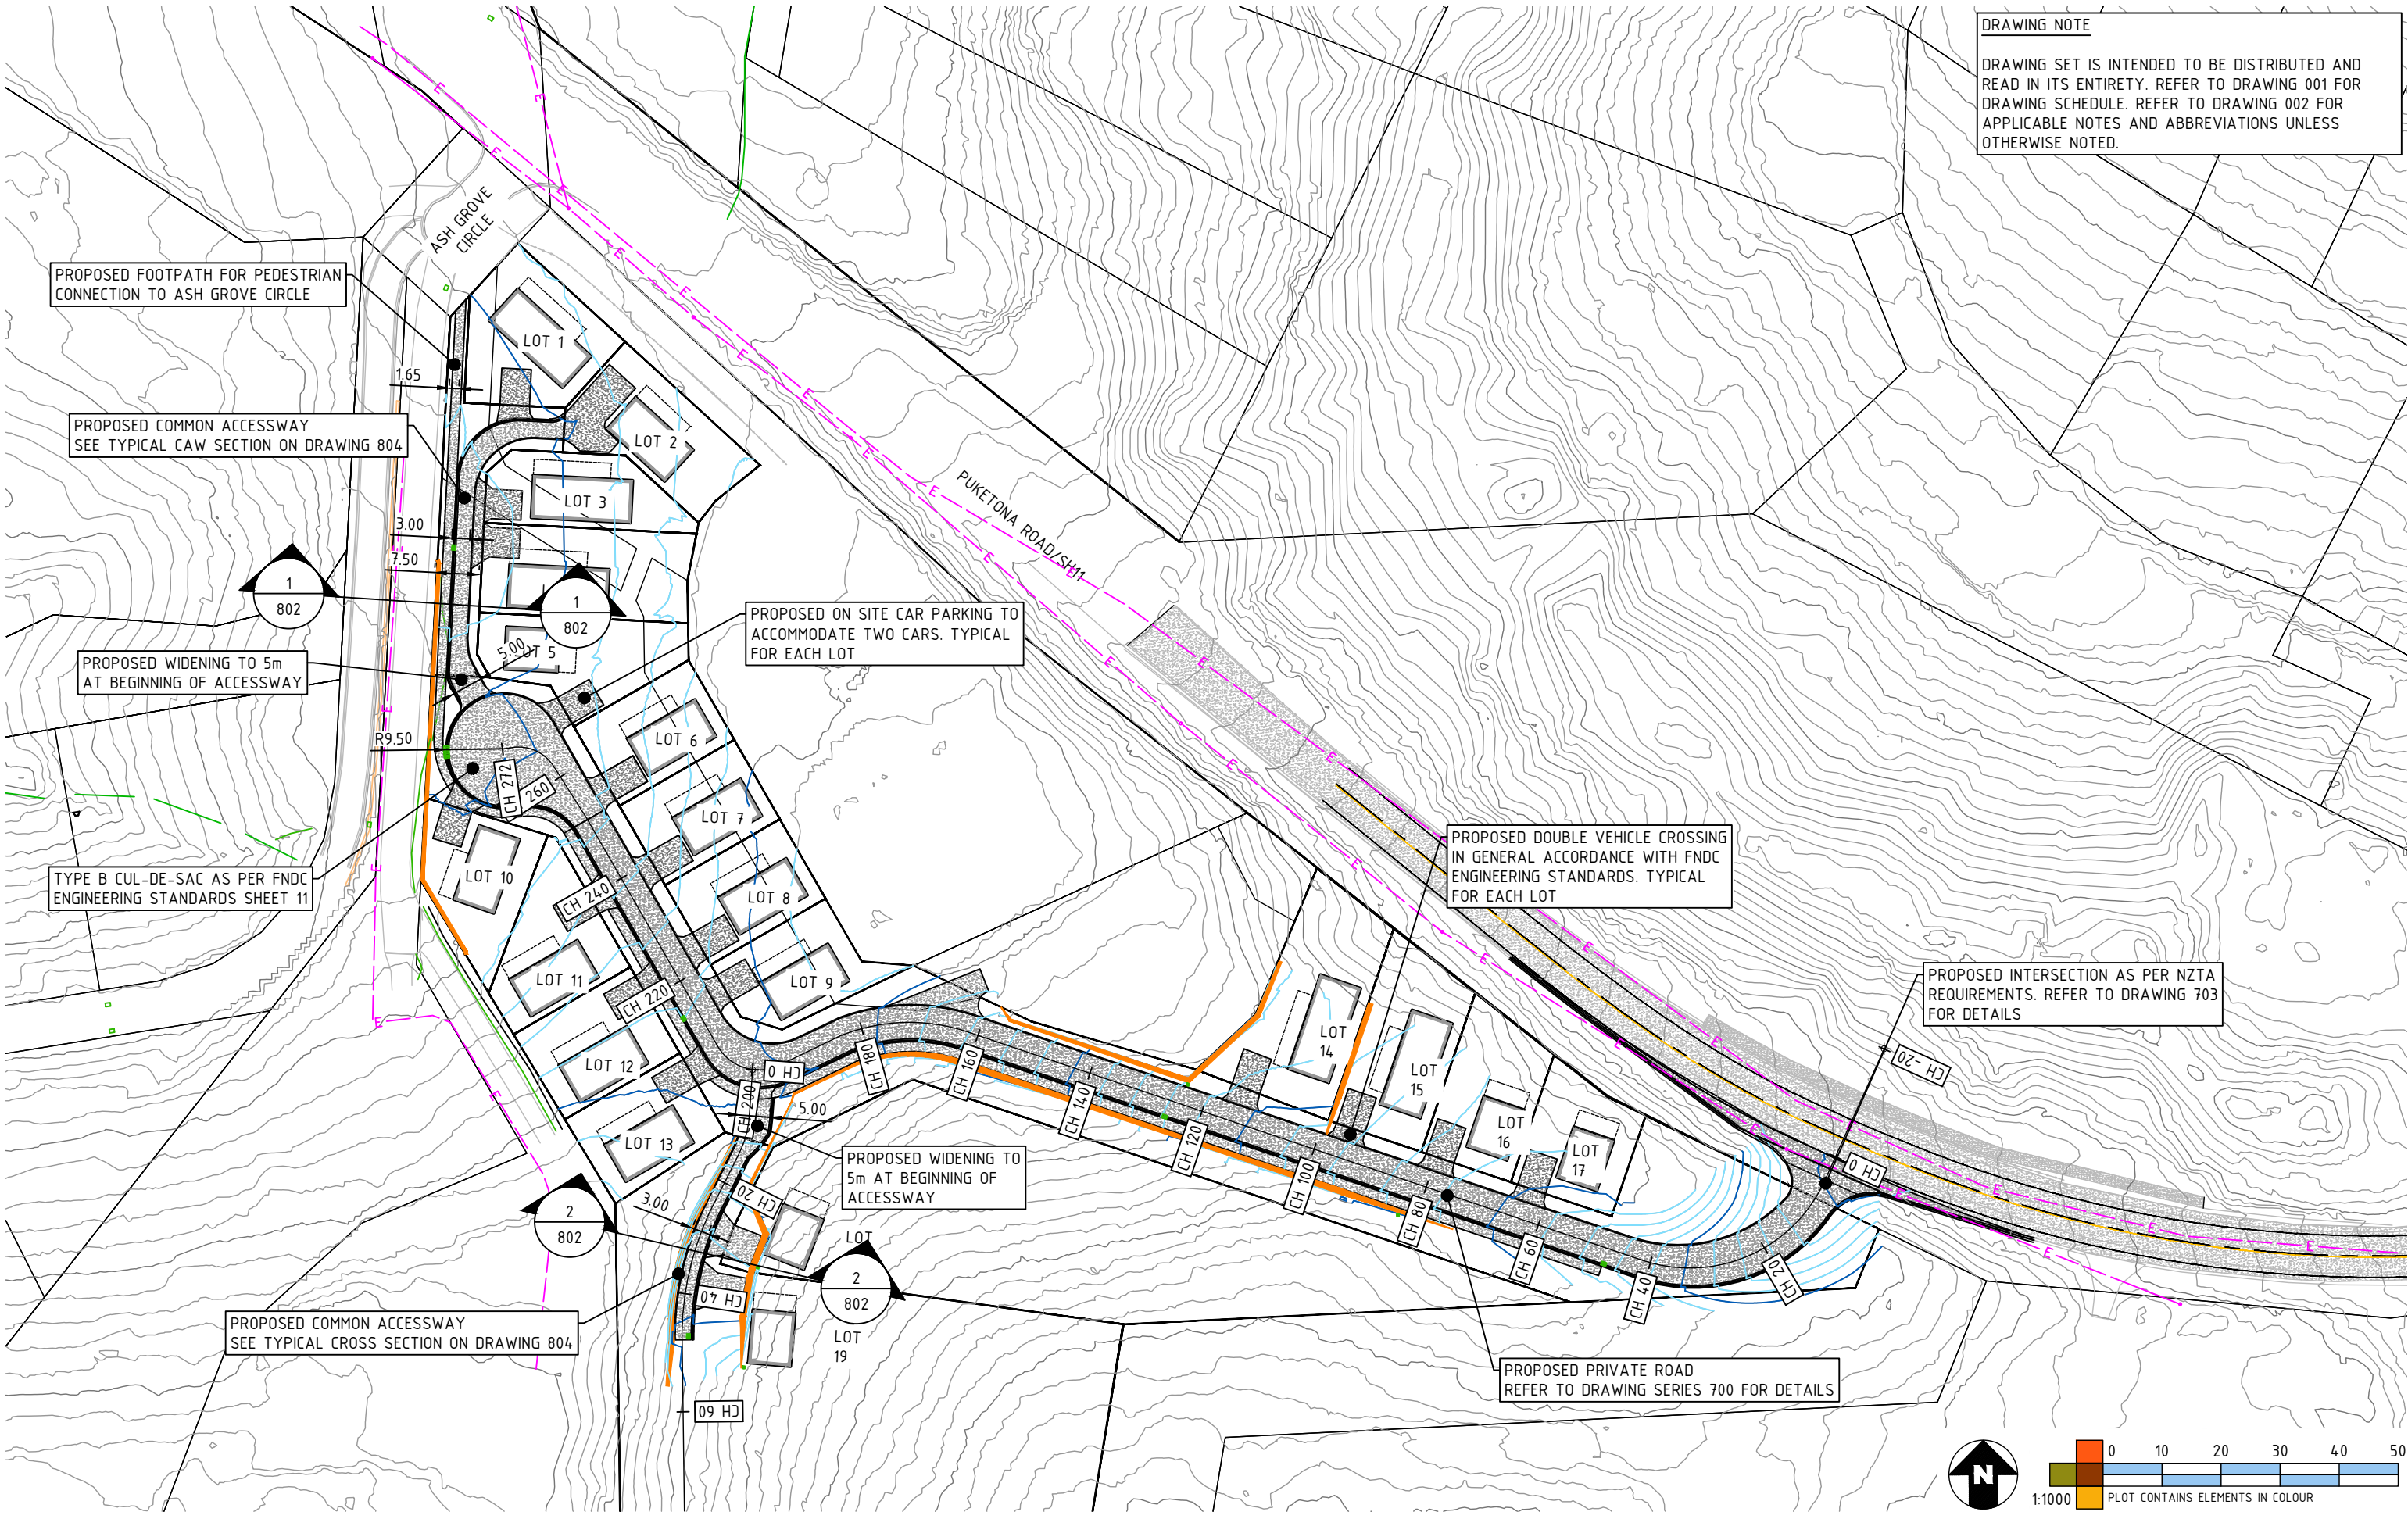 DRAWING NOTE
DRAWING SET IS INTENDED TO BE DISTRIBUTED AND
READ IN ITS ENTIRETY. REFER TO DRAWING 001 FOR
DRAWING SCHEDULE. REFER TO DRAWING 002 FOR
APPLICABLE NOTES AND ABBREVIATIONS UNLESS
OTHERWISE NOTED.
ASH GROVE
CIRCLE
PROPOSED FOOTPATH FOR PEDESTRIAN
CONNECTION TO ASH GROVE CIRCLE
LOT 1
1.65
PROPOSED COMMON ACCESSWAY
SEE TYPICAL CAW SECTION ON DRAWING 804
LOT 2
LOT 3
3.00
7.50
PUKETONA ROAD/SH11
1
802
1
802
PROPOSED ON SITE CAR PARKING TO
ACCOMMODATE TWO CARS. TYPICAL
FOR EACH LOT
5.00
LOT 5
PROPOSED WIDENING TO 5m
AT BEGINNING OF ACCESSWAY
R9.50
LOT 6
CH 272
260
LOT 7
TYPE B CUL-DE-SAC AS PER FNDC
ENGINEERING STANDARDS SHEET 11
LOT 10
CH 240
LOT 8
PROPOSED DOUBLE VEHICLE CROSSING
IN GENERAL ACCORDANCE WITH FNDC
ENGINEERING STANDARDS. TYPICAL
FOR EACH LOT
LOT 11
LOT 9
CH 220
PROPOSED INTERSECTION AS PER NZTA
REQUIREMENTS. REFER TO DRAWING 703
FOR DETAILS
LOT 12
LOT
14
LOT
15
LOT
16
LOT
17
CH -20
CH 0
CH 0
CH 180
CH 160
CH 140
CH 120
CH 100
CH 80
CH 60
CH 40
CH 20
CH 200
5.00
LOT 13
PROPOSED WIDENING TO
5m AT BEGINNING OF
ACCESSWAY
CH 20
3.00
2
802
LOT
2
802
CH 40
LOT
19
PROPOSED COMMON ACCESSWAY
SEE TYPICAL CROSS SECTION ON DRAWING 804
CH 60
PROPOSED PRIVATE ROAD
REFER TO DRAWING SERIES 700 FOR DETAILS
E E E E E E E E E E E E E E E E E E E E E E E E E E E E E E
N
0 10 20 30 40 50
1:1000
PLOT CONTAINS ELEMENTS IN COLOUR